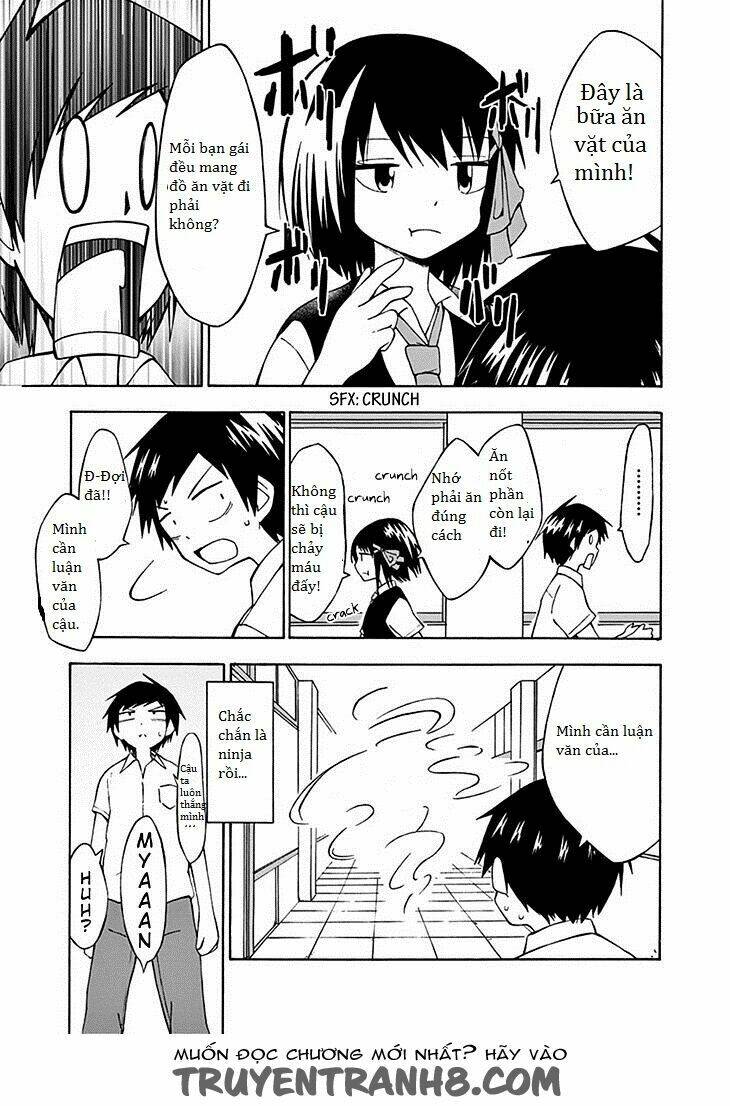 Đây là
bữa ăn
vặt của
mình!
ボ
ボ
ボ
ボ
Mỗi bạn gái
đều mang
đồ ăn vặt đi
phải
không?
SFX: CRUNCH
.........
Ăn
nốt
phần
còn lại
đi!
Nhớ
phải ăn
đúng
cách
crunch
crunch
Không
thì cậu
sẽ bị
chảy
máu
đấy!
crack
Đ-Đợi
đã!!
Mình
cần luận
văn của
cậu.
Mình cần luận
văn của...
Chắc
chắn là
ninja
rồi...
Cậu
ta
luôn
thắng
mình
...
MYAAAN
HUH?
MUỐN ĐỌC CHƯƠNG MỚI NHẤT? HÃY VÀO
TRUYENTRANH8.COM